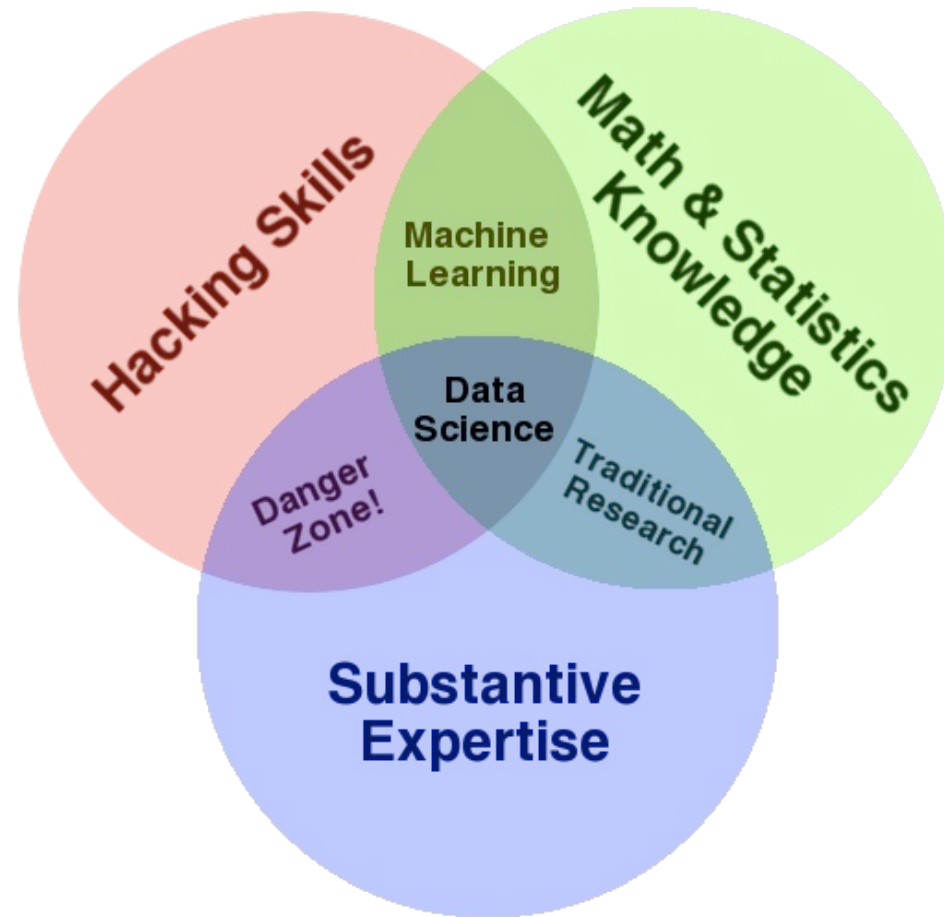 Hacking Skills
Math & Statistics
Knowledge
Machine
Learning
Data
Science
Danger
Zone!
Traditional
Research
Substantive
Expertise